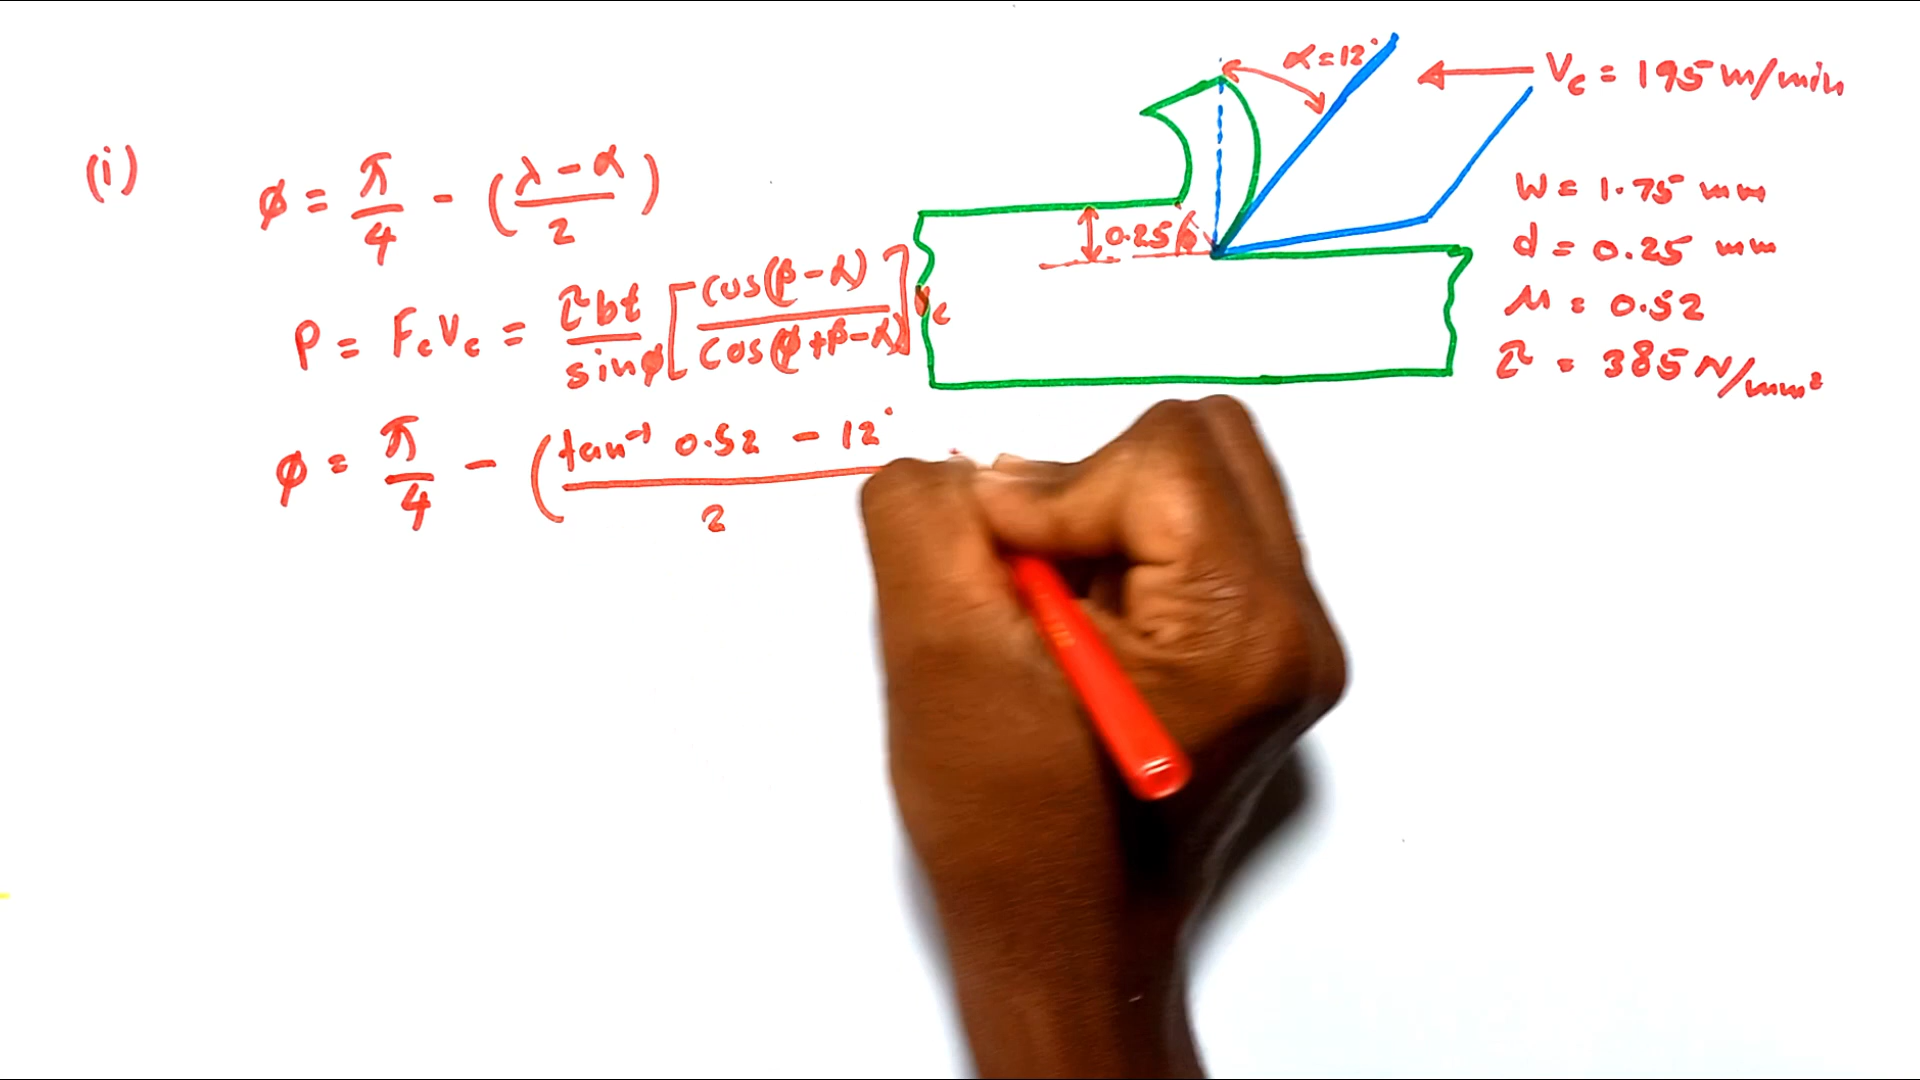 (i)
ø = π/4 - (λ - α / 2)
P = FcVc = τbt/sinø [cos(β - α) / cos(ø + β - α)] Vc
ø = π/4 - (tan⁻¹ 0.52 - 12° / 2
α = 12°
Vc = 195 m/min
0.25
W = 1.75 mm
d = 0.25 mm
μ = 0.52
τ = 385 N/mm²